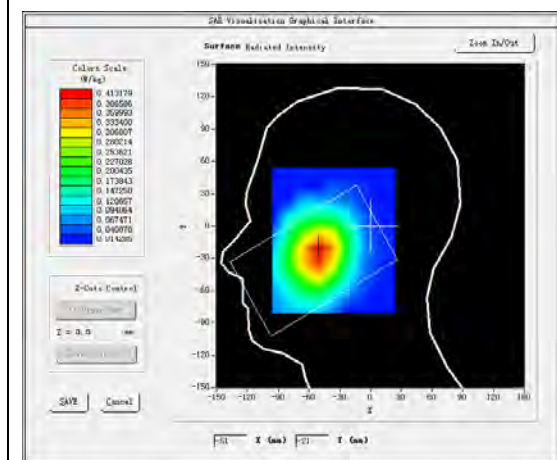 SAR Visualisation Graphical Interface
Surface Radiated Intensity
Zoom In/Out
Colors Scale
(W/kg)
0.413179
0.386586
0.359993
0.333400
0.306807
0.280214
0.253621
0.227028
0.200435
0.173843
0.147250
0.120657
0.094064
0.067471
0.040878
0.014285
150
120
90
60
30
0
-30
-60
-90
-120
-150
Y
-150 -120 -90 -60 -30 0 30 60 90 120 150
X
Z-Cuts Control
Z = 0.0 mm
SAVE Cancel
-51 X (mm) -21 Y (mm)